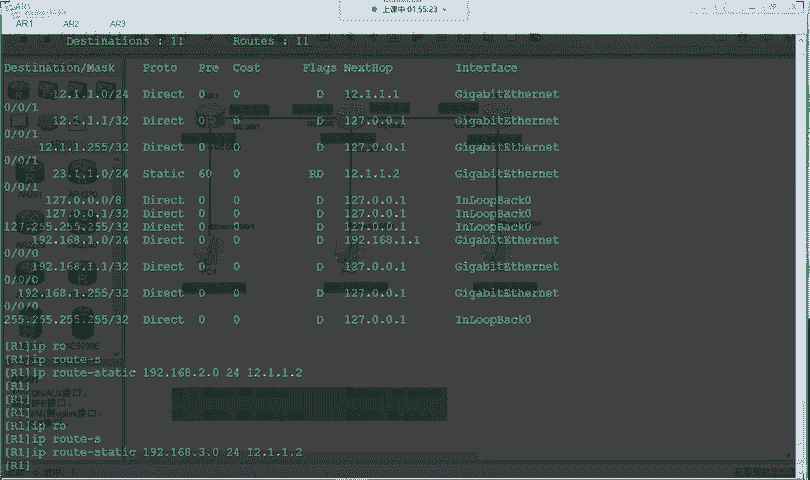 AR1
上课中 01:55:23
AR1 AR2 AR3
Destinations : 11 Routes : 11
Destination/Mask Proto Pre Cost Flags NextHop Interface
12.1.1.0/24 Direct 0 0 D 12.1.1.1 GigabitEthernet
0/0/1
12.1.1.1/32 Direct 0 0 D 127.0.0.1 GigabitEthernet
0/0/1
12.1.1.255/32 Direct 0 0 D 127.0.0.1 GigabitEthernet
0/0/1
23.1.1.0/24 Static 60 0 RD 12.1.1.2 GigabitEthernet
0/0/1
127.0.0.0/8 Direct 0 0 D 127.0.0.1 InLoopBack0
127.0.0.1/32 Direct 0 0 D 127.0.0.1 InLoopBack0
127.255.255.255/32 Direct 0 0 D 127.0.0.1 InLoopBack0
192.168.1.0/24 Direct 0 0 D 192.168.1.1 GigabitEthernet
0/0/0
192.168.1.1/32 Direct 0 0 D 127.0.0.1 GigabitEthernet
0/0/0
192.168.1.255/32 Direct 0 0 D 127.0.0.1 GigabitEthernet
0/0/0
255.255.255.255/32 Direct 0 0 D 127.0.0.1 InLoopBack0
[R1]ip ro
[R1]ip route-s
[R1]ip route-static 192.168.2.0 24 12.1.1.2
[R1]
[R1]
[R1]
[R1]ip ro
[R1]ip route-s
[R1]ip route-static 192.168.3.0 24 12.1.1.2
[R1]